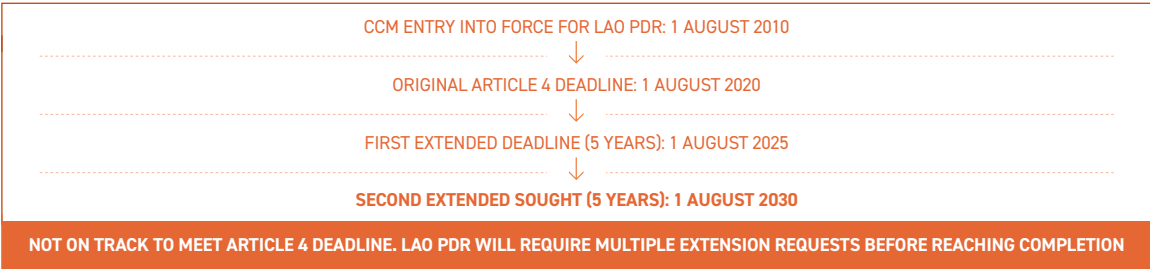 CCM ENTRY INTO FORCE FOR LAO PDR: 1 AUGUST 2010
ORIGINAL ARTICLE 4 DEADLINE: 1 AUGUST 2020
FIRST EXTENDED DEADLINE (5 YEARS): 1 AUGUST 2025
SECOND EXTENDED SOUGHT (5 YEARS): 1 AUGUST 2030
NOT ON TRACK TO MEET ARTICLE 4 DEADLINE. LAO PDR WILL REQUIRE MULTIPLE EXTENSION REQUESTS BEFORE REACHING COMPLETION